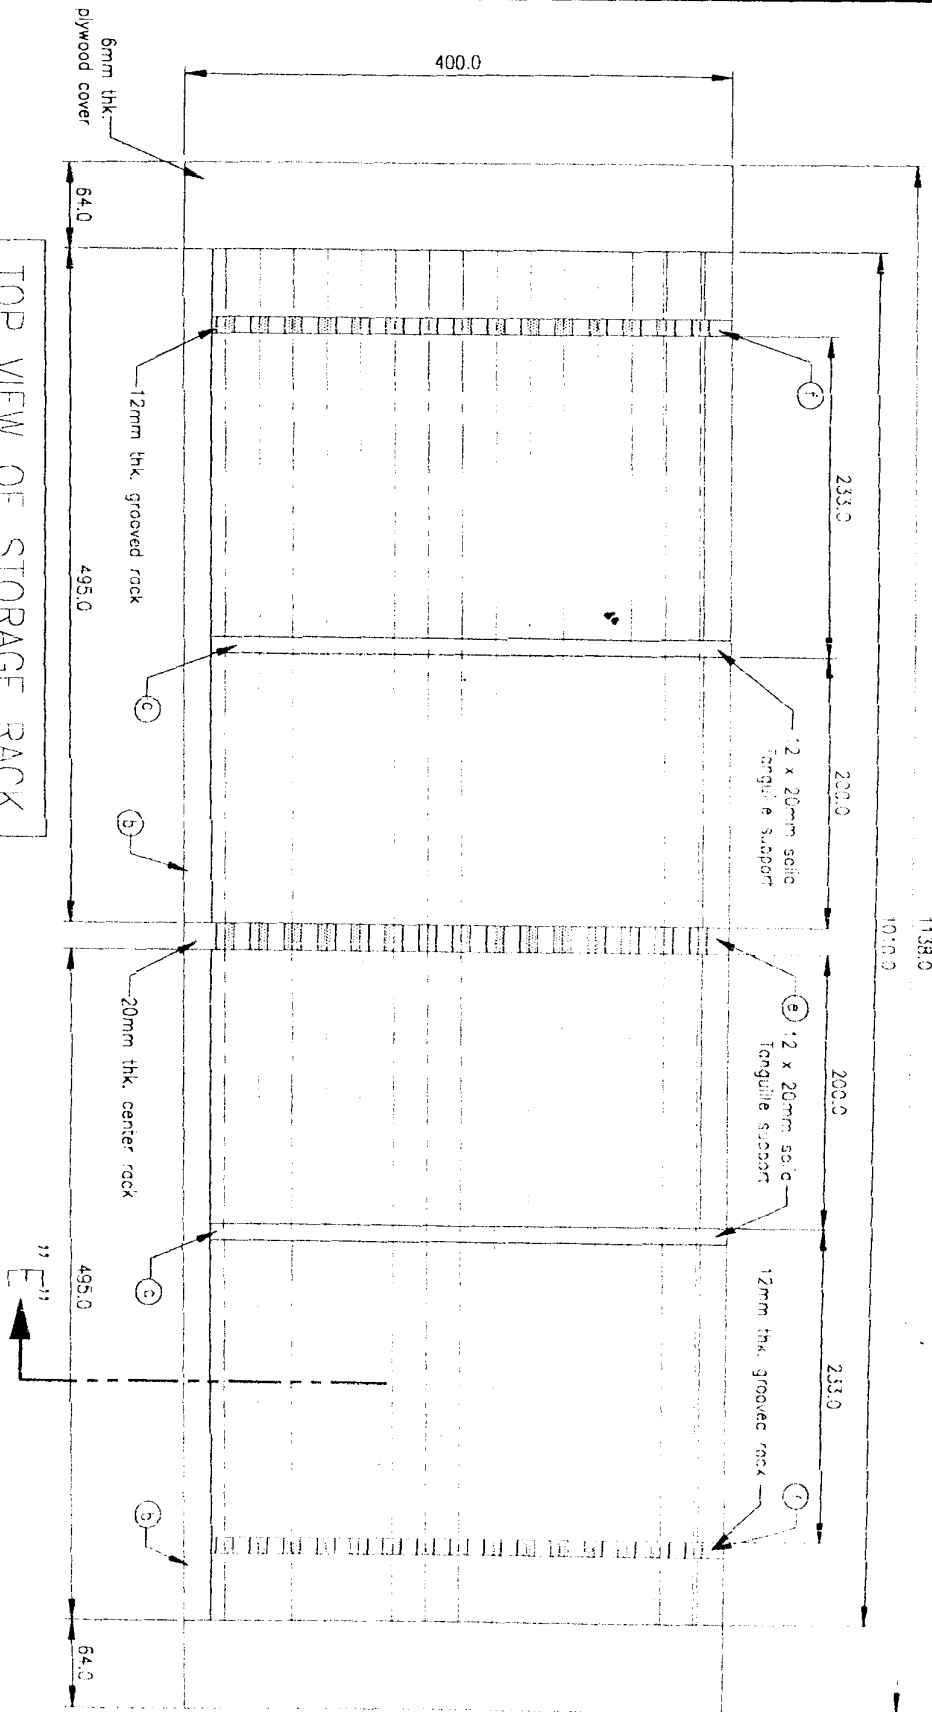 1138.0
1010.0
233.0
200.0
200.0
233.0
f
12 x 20mm solid
Tanguile support
e
12 x 20mm solid
Tanguile support
12mm thk. grooved rack
f
400.0
6mm thk.
plywood cover
12mm thk. grooved rack
c
b
20mm thk. center rack
c
b
64.0
495.0
495.0
64.0
"E"
TOP VIEW OF STORAGE RACK